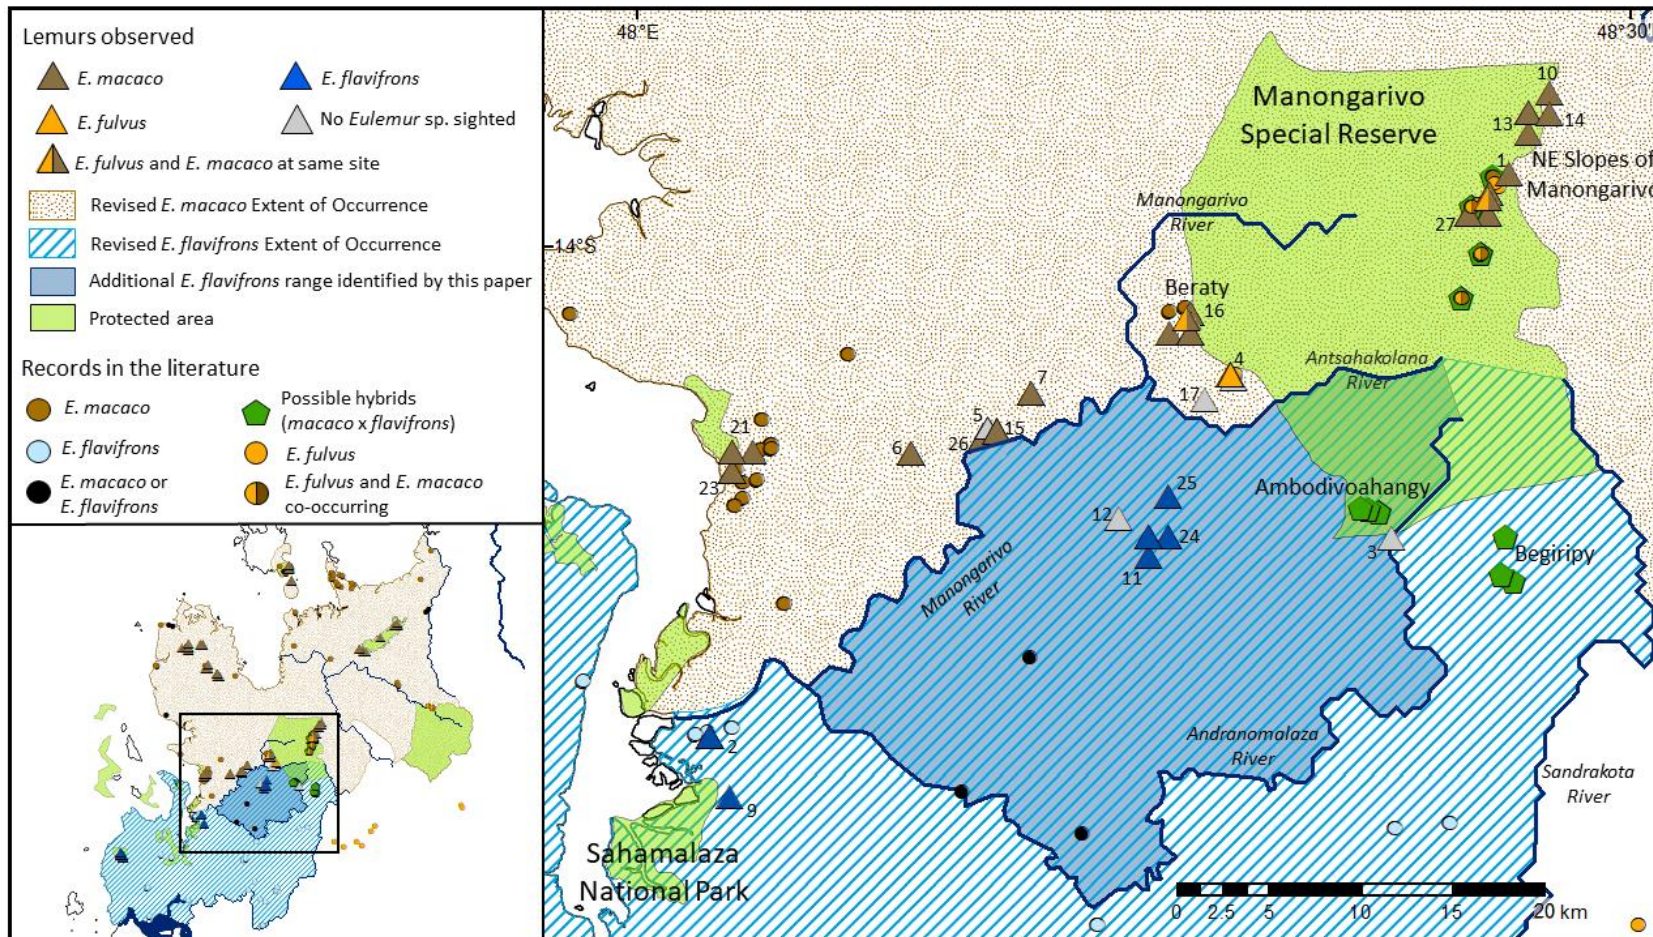 Lemurs observed
E. macaco
E. flavifrons
E. fulvus
No Eulemur sp. sighted
E. fulvus and E. macaco at same site
Revised E. macaco Extent of Occurrence
Revised E. flavifrons Extent of Occurrence
Additional E. flavifrons range identified by this paper
Protected area
Records in the literature
E. macaco
Possible hybrids
(macaco x flavifrons)
E. flavifrons
E. fulvus
E. macaco or
E. flavifrons
E. fulvus and E. macaco
co-occurring
48°E
48°30'
14°S
Manongarivo
Special Reserve
10
13
14
1
NE Slopes of
Manongarivo
27
Manongarivo
River
Beraty
16
4
17
Antsahakolana
River
7
5
15
26
6
21
23
25
12
24
11
Ambodivoahangy
3
Begiripy
Manongarivo
River
2
9
Andranomalaza
River
Sandrakota
River
Sahamalaza
National Park
0 2.5 5 10 15 20 km